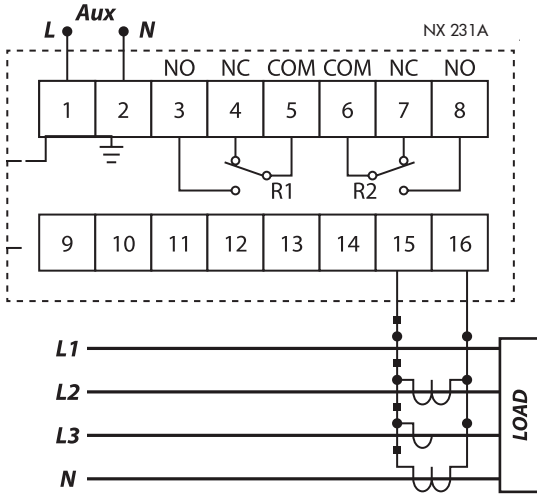 Aux
L N
NX 231A
NO NC COM COM NC NO
1 2 3 4 5 6 7 8
R1 R2
9 10 11 12 13 14 15 16
L1
L2
L3
N
LOAD